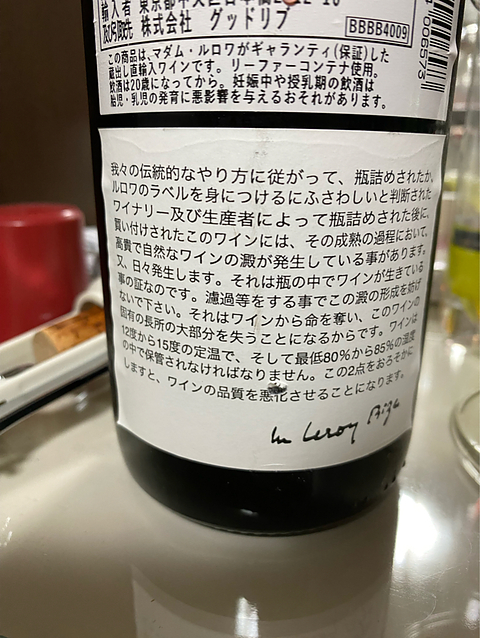 輸入者
及び引取先 株式会社 グッドリブ
BBBB4009
この商品は、マダム・ルロワがギャランティ(保証)した
蔵出し直輸入ワインです。リーファーコンテナ使用。
飲酒は20歳になってから。妊娠中や授乳期の飲酒は
胎児・乳児の発育に悪影響を与えるおそれがあります。
006573
我々の伝統的なやり方に従がって、瓶詰めされたか、
ルロワのラベルを身につけるにふさわしいと判断された
ワイナリー及び生産者によって瓶詰めされた後に、
買い付けされたこのワインには、その成熟の過程において、
高貴で自然なワインの澱が発生している事があります。
又、日々発生します。それは瓶の中でワインが生きている
事の証なのです。濾過等をする事でこの澱の形成を妨げ
ないで下さい。それはワインから命を奪い、このワインの
固有の長所の大部分を失うことになるからです。ワインは
12度から15度の定温で、そして最低80%から85%の湿度
の中で保管されなければなりません。この2点をおろそかに
しますと、ワインの品質を悪化させることになります。
Leroy